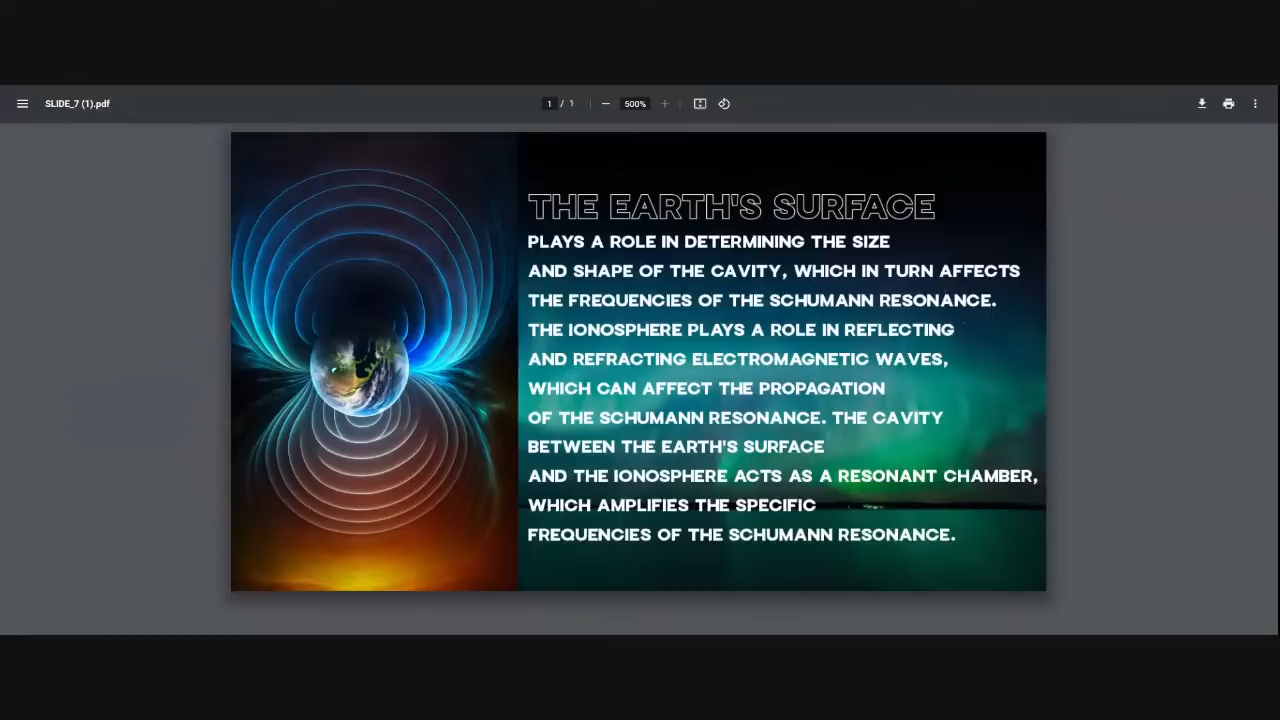 SLIDE_7 (1).pdf
1 / 1
500%
THE EARTH'S SURFACE
PLAYS A ROLE IN DETERMINING THE SIZE
AND SHAPE OF THE CAVITY, WHICH IN TURN AFFECTS
THE FREQUENCIES OF THE SCHUMANN RESONANCE.
THE IONOSPHERE PLAYS A ROLE IN REFLECTING
AND REFRACTING ELECTROMAGNETIC WAVES,
WHICH CAN AFFECT THE PROPAGATION
OF THE SCHUMANN RESONANCE. THE CAVITY
BETWEEN THE EARTH'S SURFACE
AND THE IONOSPHERE ACTS AS A RESONANT CHAMBER,
WHICH AMPLIFIES THE SPECIFIC
FREQUENCIES OF THE SCHUMANN RESONANCE.